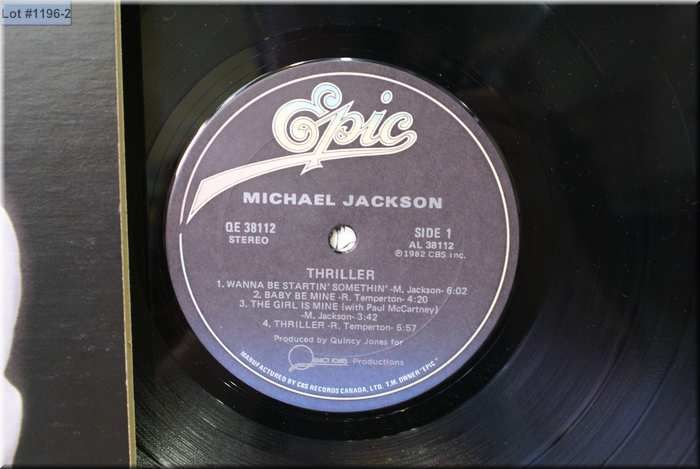 Lot #1196-2
Epic
MICHAEL JACKSON
QE 38112
STEREO
SIDE 1
AL 38112
Ⓟ1982 CBS Inc.
THRILLER
1. WANNA BE STARTIN' SOMETHIN' -M. Jackson- 6:02
2. BABY BE MINE -R. Temperton- 4:20
3. THE GIRL IS MINE (with Paul McCartney)
-M. Jackson- 3:42
4. THRILLER -R. Temperton- 6:57
Produced by Quincy Jones for
Productions
MANUFACTURED BY CBS RECORDS CANADA, LTD. T.M. OWNER "EPIC"